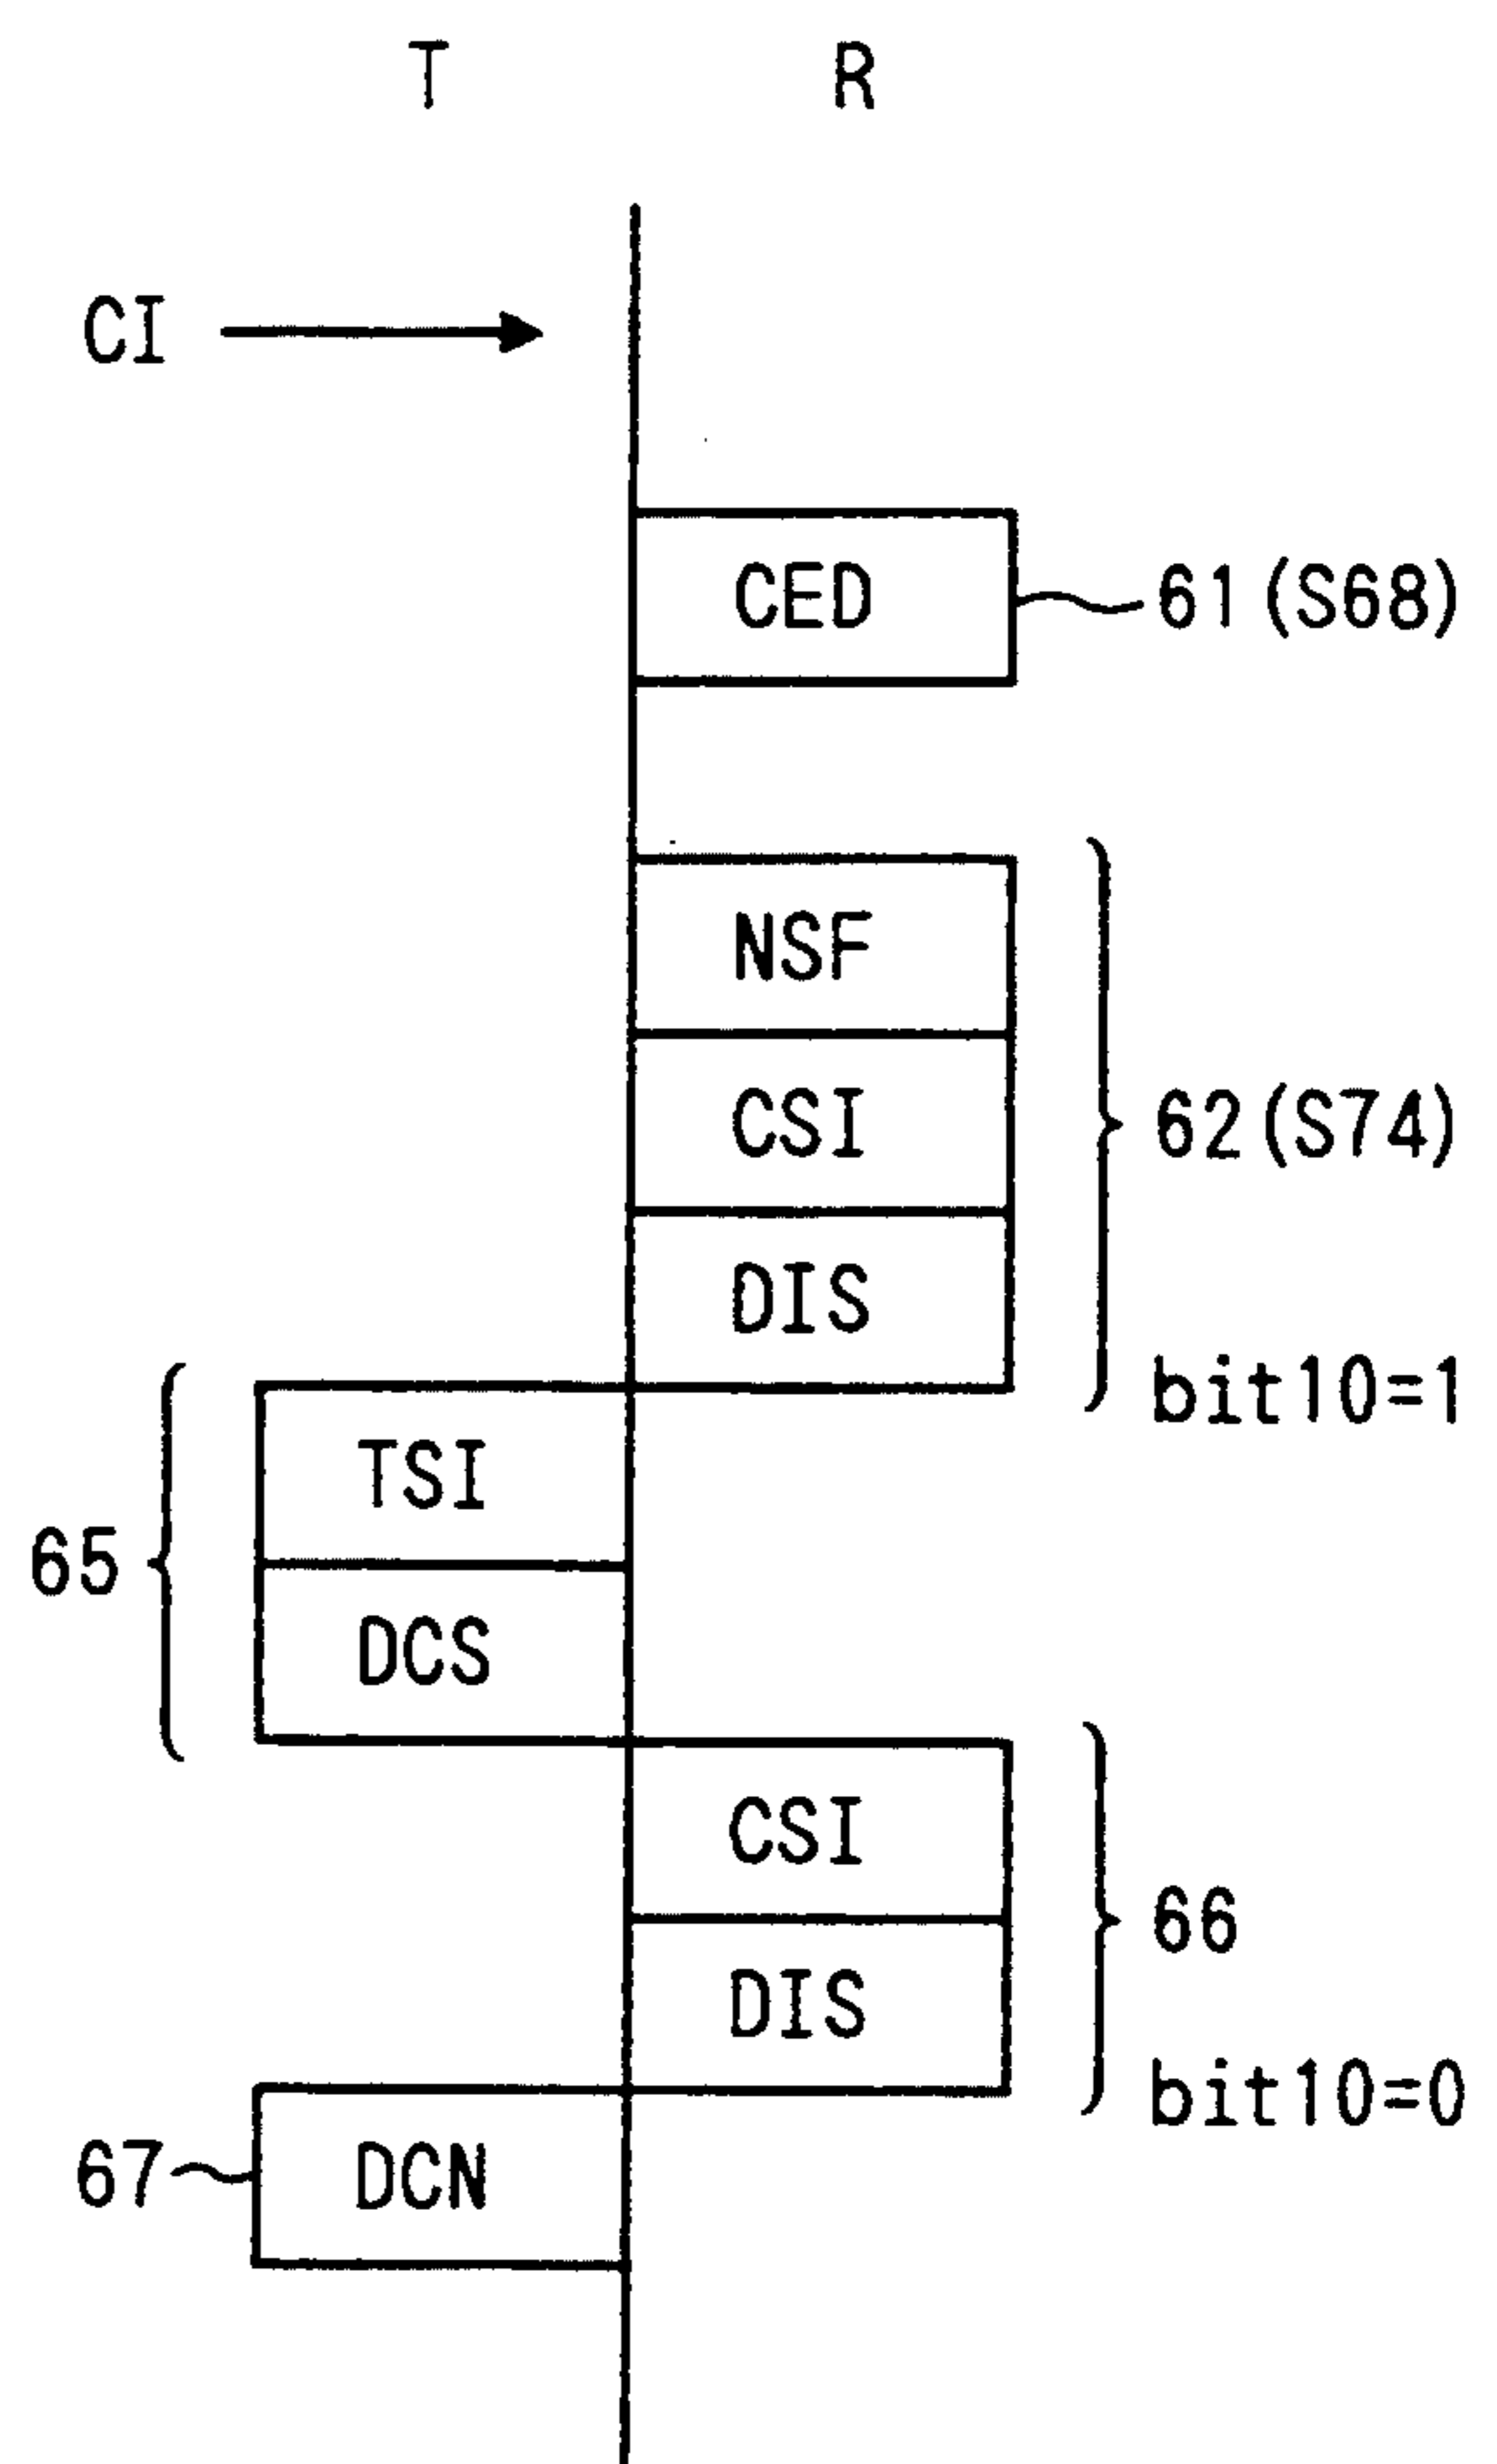 T R
CI
CED 61(S68)
NSF
CSI 62(S74)
DIS
bit10=1
TSI
65
DCS
CSI
66
DIS
bit10=0
67 DCN